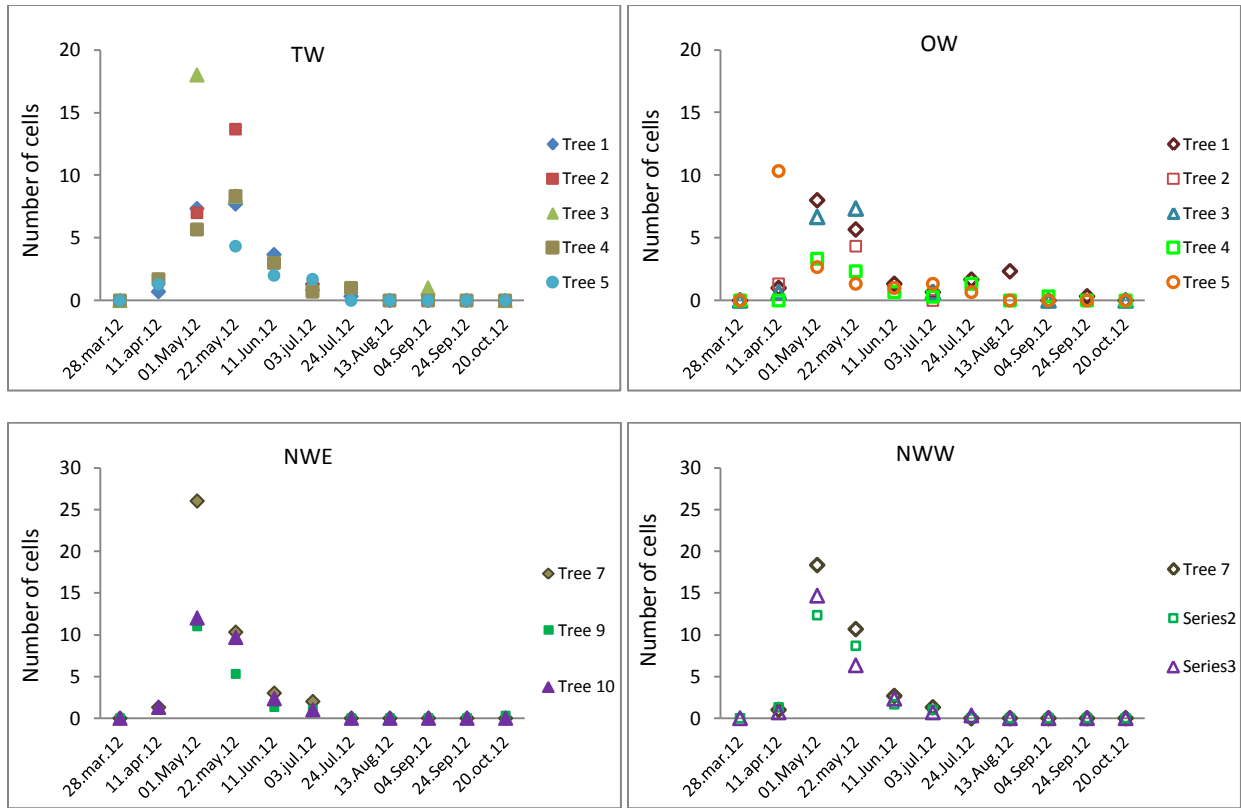 TW
Number of cells
20
15
10
5
0
28.mar.12
11.apr.12
01.May.12
22.may.12
11.Jun.12
03.jul.12
24.Jul.12
13.Aug.12
04.Sep.12
24.Sep.12
20.oct.12
Tree 1
Tree 2
Tree 3
Tree 4
Tree 5
OW
Number of cells
20
15
10
5
0
28.mar.12
11.apr.12
01.May.12
22.may.12
11.Jun.12
03.jul.12
24.Jul.12
13.Aug.12
04.Sep.12
24.Sep.12
20.oct.12
Tree 1
Tree 2
Tree 3
Tree 4
Tree 5
NWE
Number of cells
30
25
20
15
10
5
0
28.mar.12
11.apr.12
01.May.12
22.may.12
11.Jun.12
03.jul.12
24.Jul.12
13.Aug.12
04.Sep.12
24.Sep.12
20.oct.12
Tree 7
Tree 9
Tree 10
NWW
Number of cells
30
25
20
15
10
5
0
28.mar.12
11.apr.12
01.May.12
22.may.12
11.Jun.12
03.jul.12
24.Jul.12
13.Aug.12
04.Sep.12
24.Sep.12
20.oct.12
Tree 7
Series2
Series3